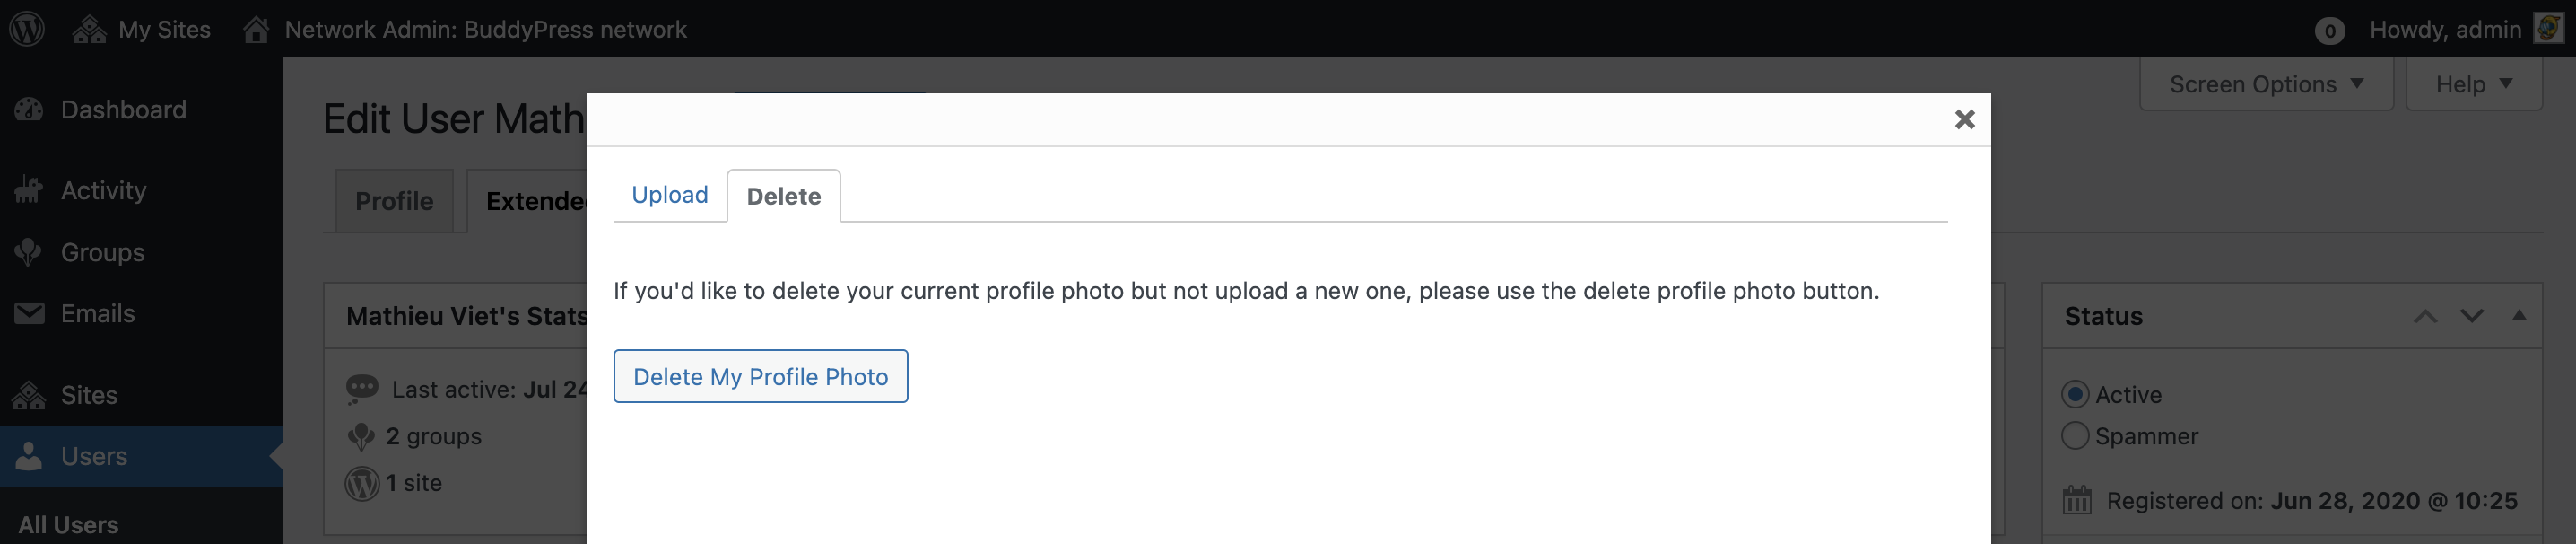 My Sites
Network Admin: BuddyPress network
0
Howdy, admin
Dashboard
Activity
Groups
Emails
Sites
Users
All Users
Screen Options
Help
Edit User Math
Profile
Extende
Upload
Delete
If you'd like to delete your current profile photo but not upload a new one, please use the delete profile photo button.
Delete My Profile Photo
Mathieu Viet's Stats
Last active: Jul 24
2 groups
1 site
Status
Active
Spammer
Registered on: Jun 28, 2020 @ 10:25